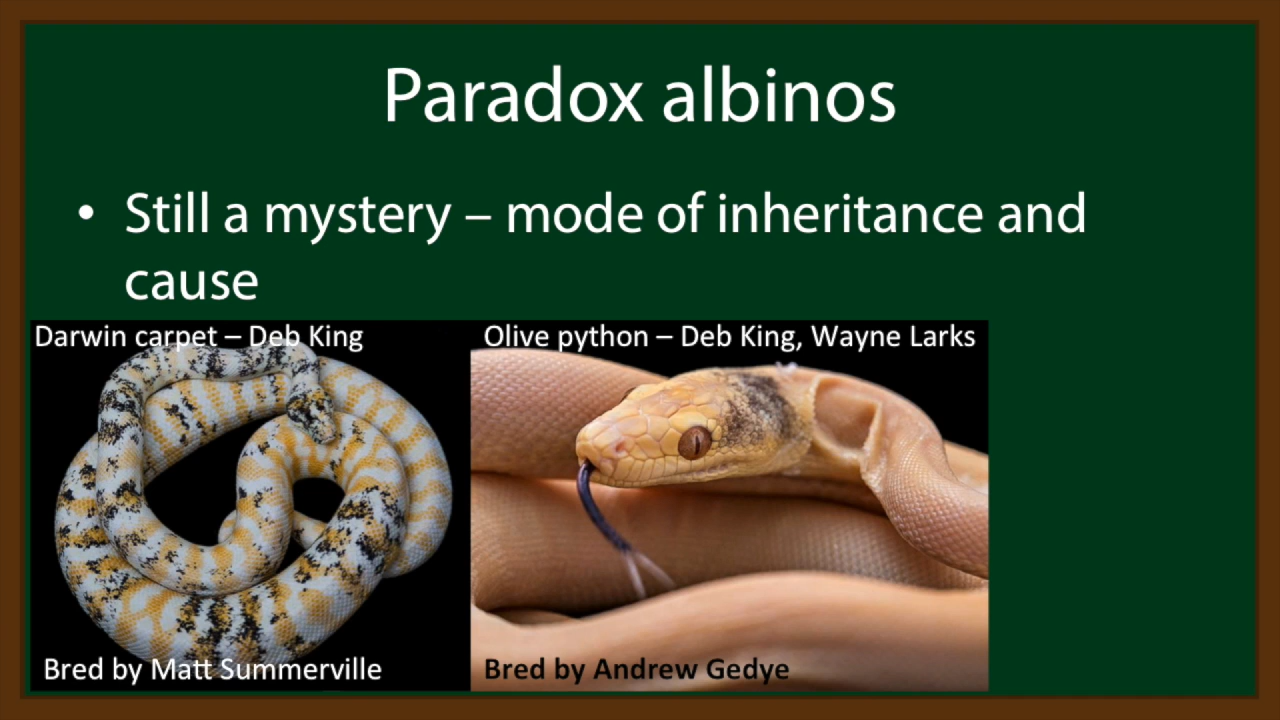 Paradox albinos
• Still a mystery – mode of inheritance and
cause
Darwin carpet – Deb King
Olive python – Deb King, Wayne Larks
Bred by Matt Summerville
Bred by Andrew Gedye